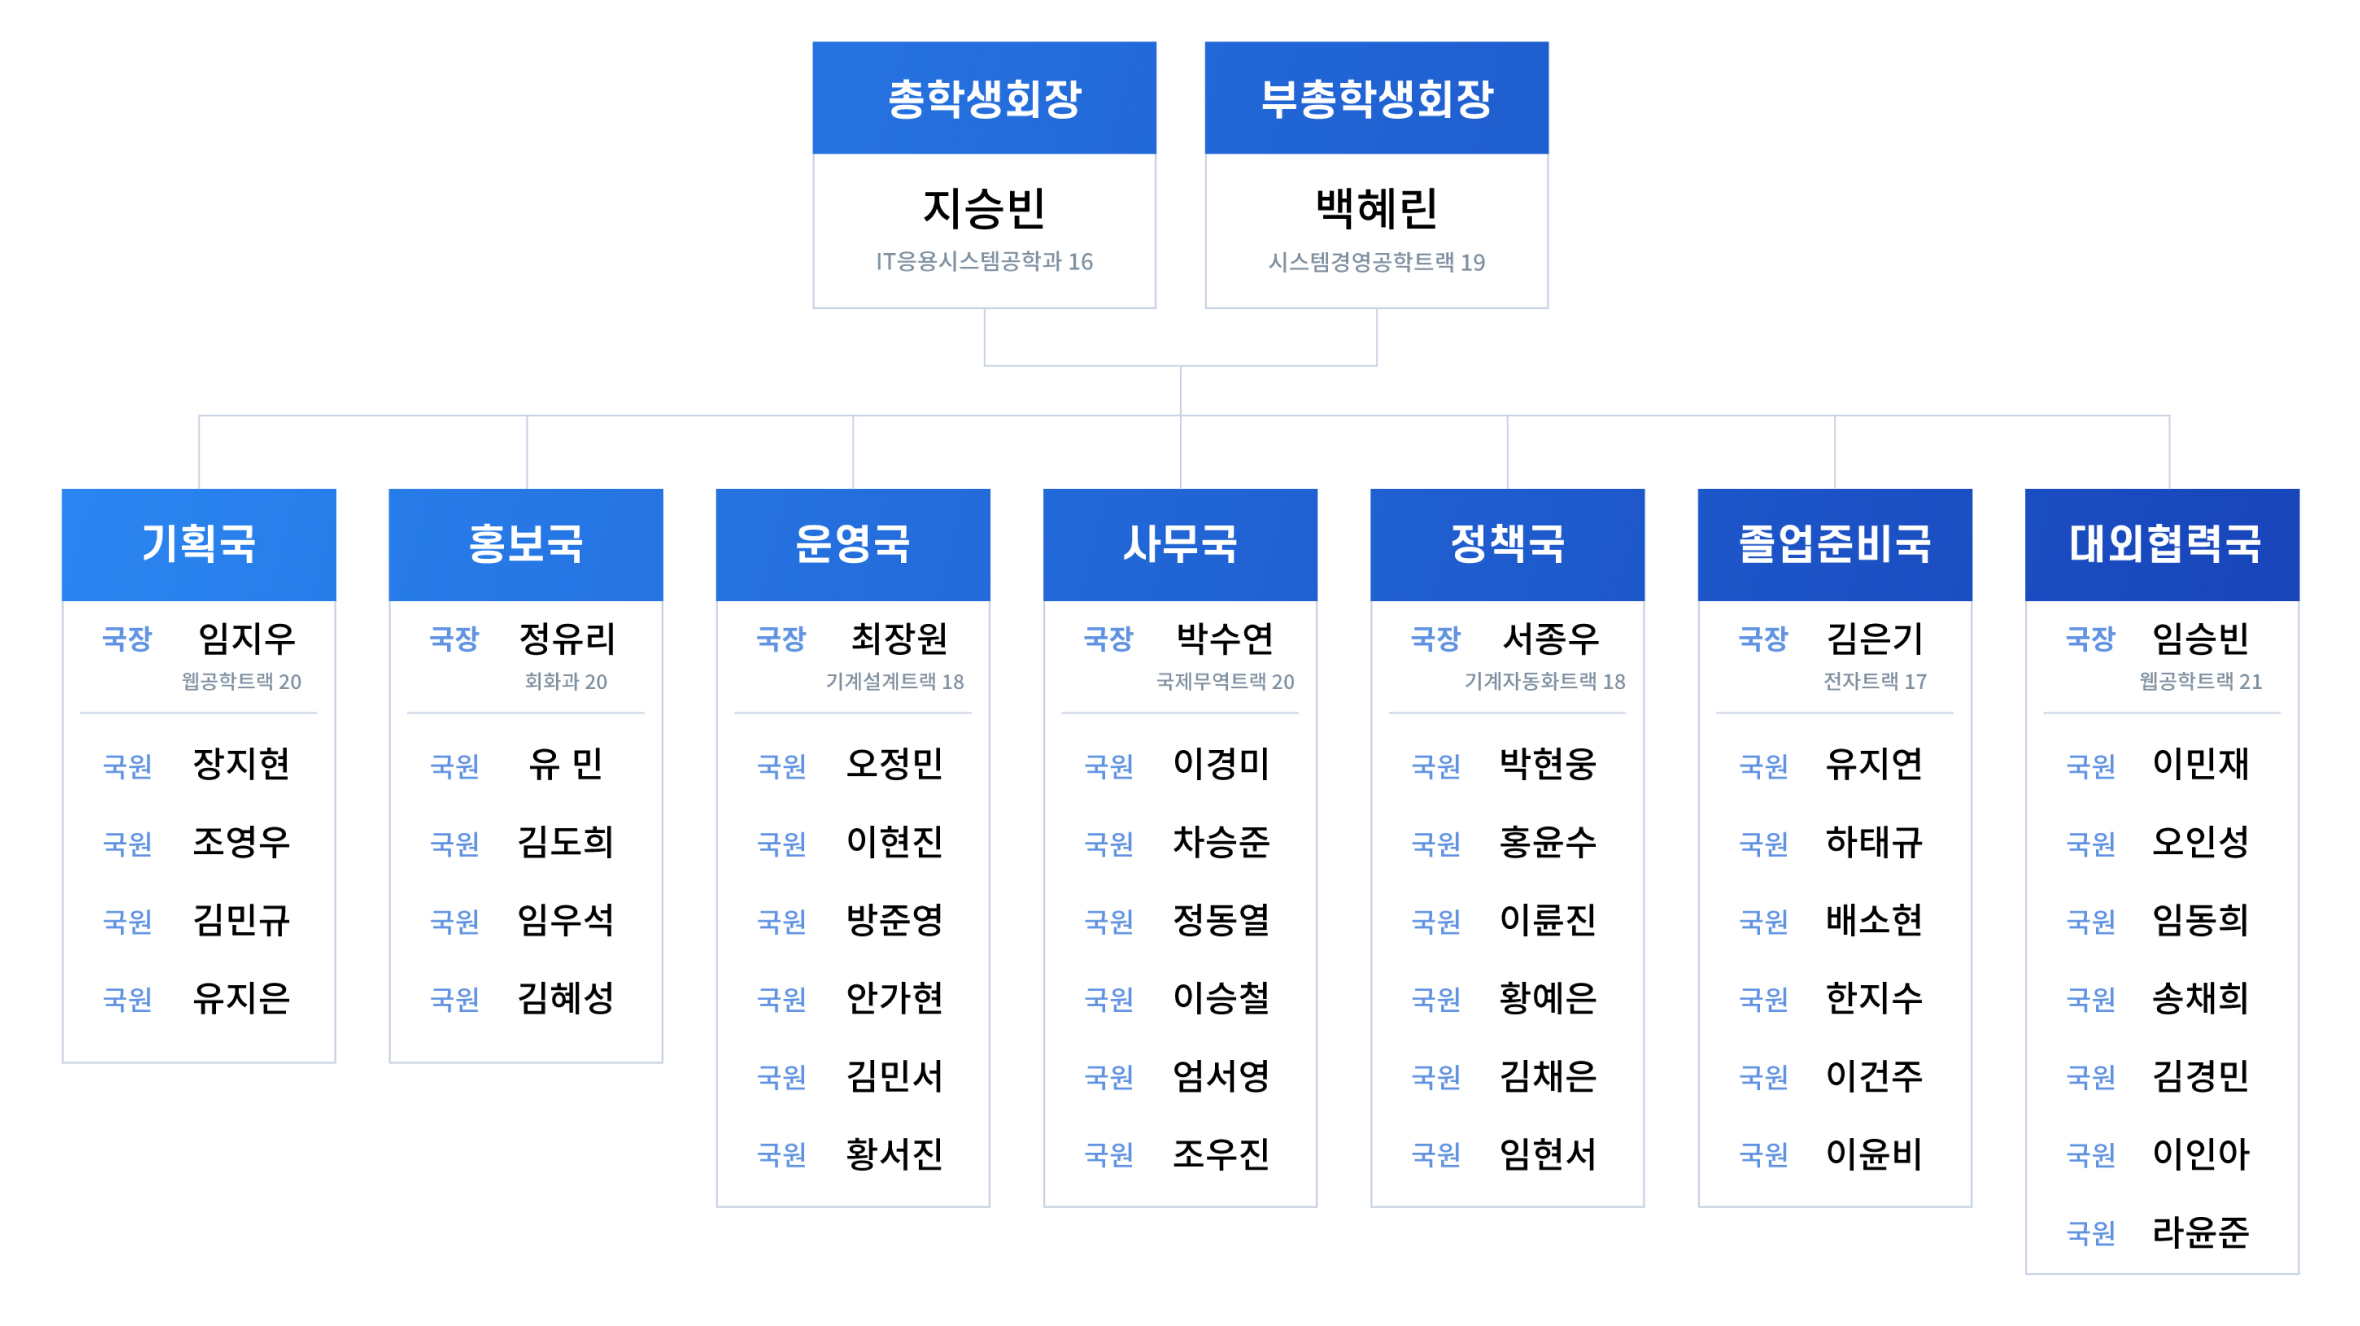 총학생회장
지승빈
IT응용시스템공학과 16
부총학생회장
백혜린
시스템경영공학트랙 19
기획국
국장 임지우
웹공학트랙 20
국원 장지현
국원 조영우
국원 김민규
국원 유지은
홍보국
국장 정유리
회화과 20
국원 유 민
국원 김도희
국원 임우석
국원 김혜성
운영국
국장 최장원
기계설계트랙 18
국원 오정민
국원 이현진
국원 방준영
국원 안가현
국원 김민서
국원 황서진
사무국
국장 박수연
국제무역트랙 20
국원 이경미
국원 차승준
국원 정동열
국원 이승철
국원 엄서영
국원 조우진
정책국
국장 서종우
기계자동화트랙 18
국원 박현웅
국원 홍윤수
국원 이륜진
국원 황예은
국원 김채은
국원 임현서
졸업준비국
국장 김은기
전자트랙 17
국원 유지연
국원 하태규
국원 배소현
국원 한지수
국원 이건주
국원 이윤비
대외협력국
국장 임승빈
웹공학트랙 21
국원 이민재
국원 오인성
국원 임동희
국원 송채희
국원 김경민
국원 이인아
국원 라윤준